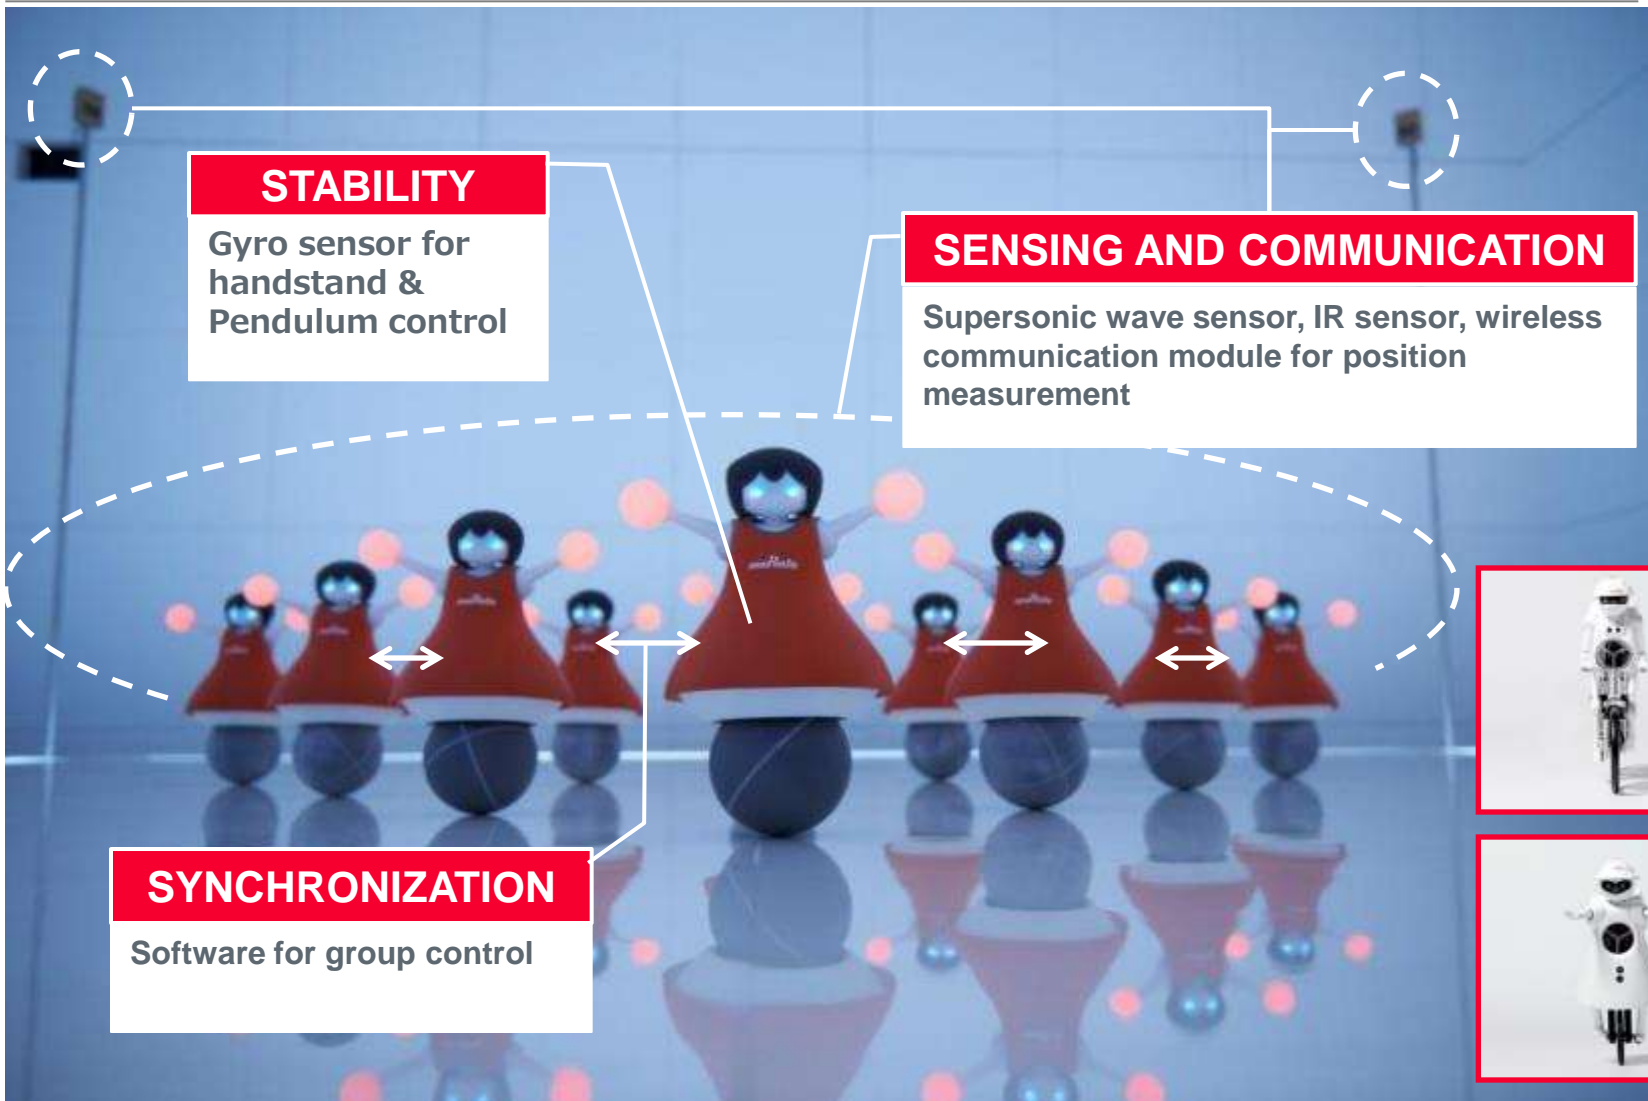 STABILITY
Gyro sensor for
handstand &
Pendulum control
SENSING AND COMMUNICATION
Supersonic wave sensor, IR sensor, wireless
communication module for position
measurement
SYNCHRONIZATION
Software for group control